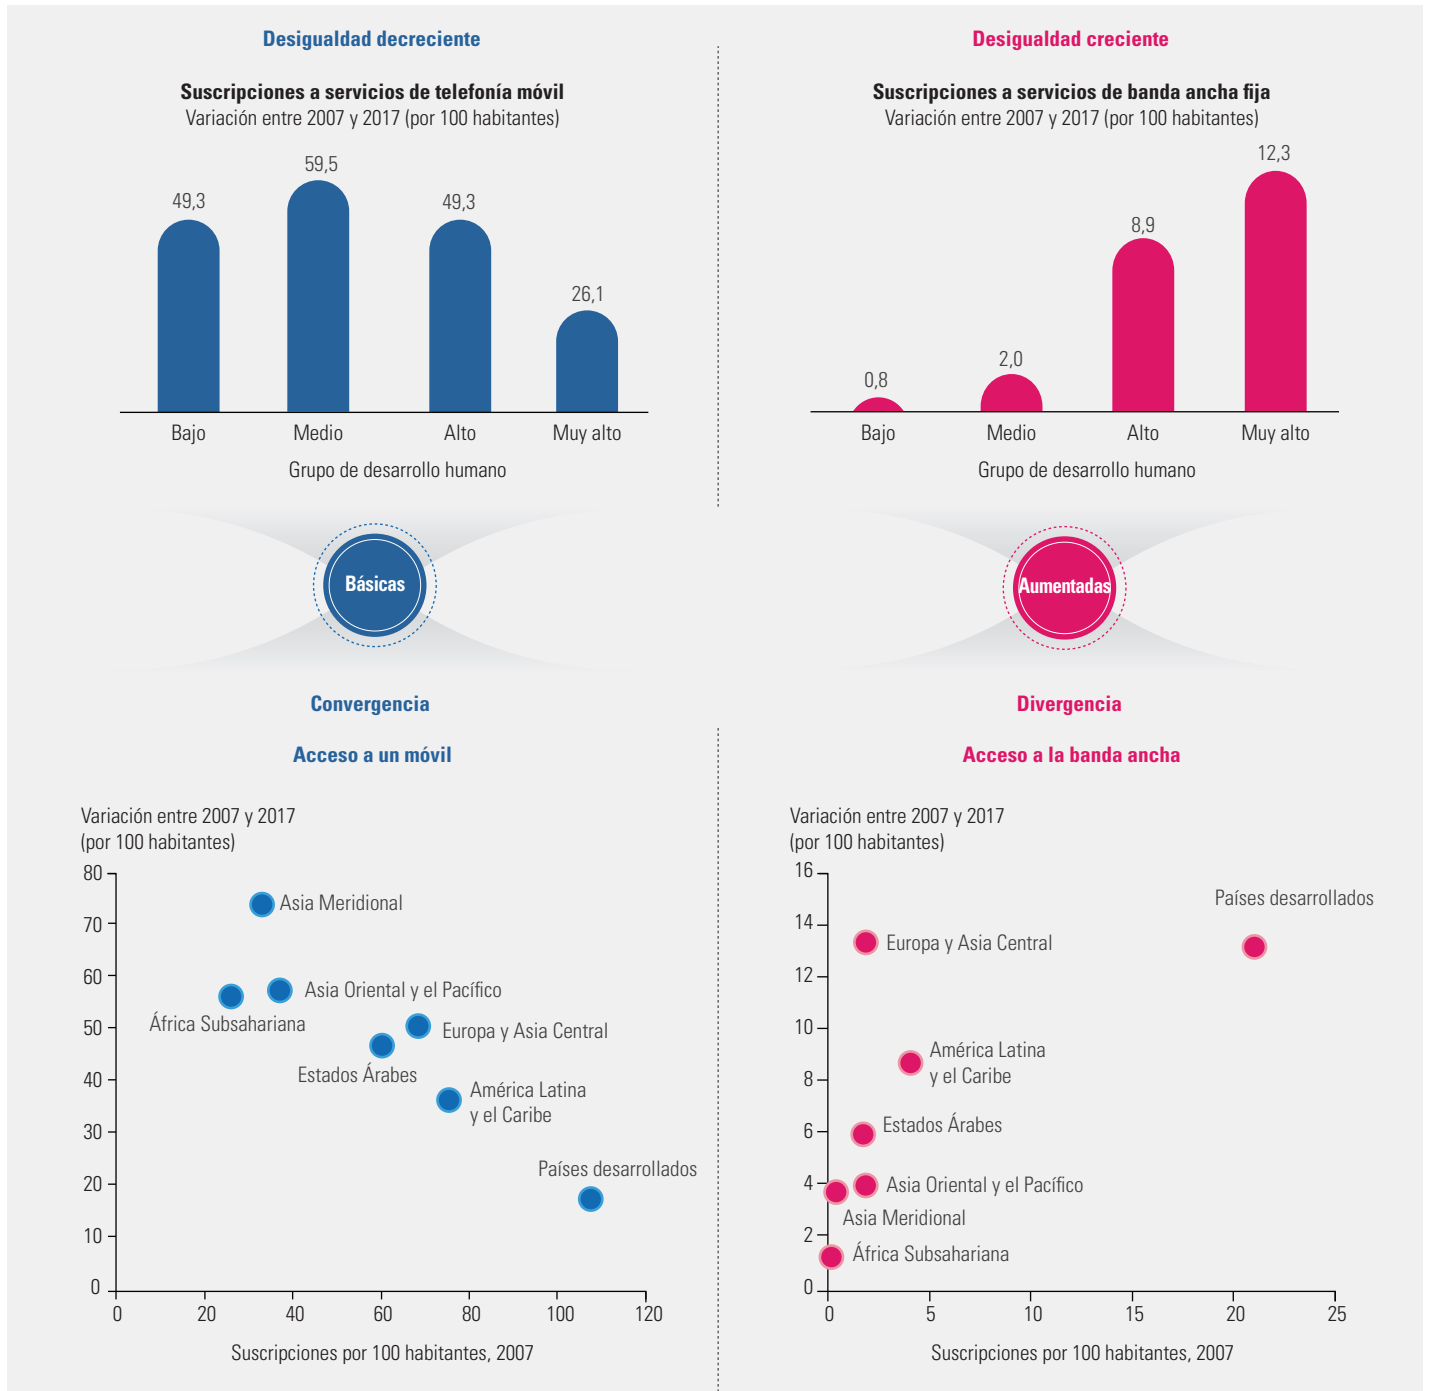 Desigualdad decreciente
Suscripciones a servicios de telefonía móvil
Variación entre 2007 y 2017 (por 100 habitantes)
49,3
59,5
49,3
26,1
Bajo
Medio
Alto
Muy alto
Grupo de desarrollo humano
Desigualdad creciente
Suscripciones a servicios de banda ancha fija
Variación entre 2007 y 2017 (por 100 habitantes)
0,8
2,0
8,9
12,3
Bajo
Medio
Alto
Muy alto
Grupo de desarrollo humano
Básicas
Aumentadas
Convergencia
Acceso a un móvil
Variación entre 2007 y 2017
(por 100 habitantes)
80
70
60
50
40
30
20
10
0
Asia Meridional
Asia Oriental y el Pacífico
África Subsahariana
Europa y Asia Central
Estados Árabes
América Latina
y el Caribe
Países desarrollados
0
20
40
60
80
100
120
Suscripciones por 100 habitantes, 2007
Divergencia
Acceso a la banda ancha
Variación entre 2007 y 2017
(por 100 habitantes)
16
14
12
10
8
6
4
2
0
Países desarrollados
Europa y Asia Central
América Latina
y el Caribe
Estados Árabes
Asia Oriental y el Pacífico
Asia Meridional
África Subsahariana
0
5
10
15
20
25
Suscripciones por 100 habitantes, 2007